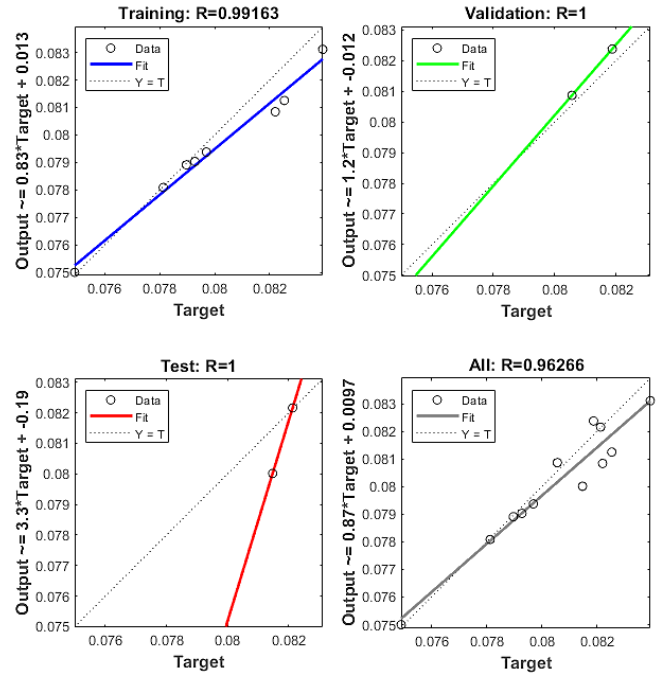 Training: R=0.99163
Output ~= 0.83*Target + 0.013
0.083
0.082
0.081
0.08
0.079
0.078
0.077
0.076
0.075
Data
Fit
Y = T
0.076
0.078
0.08
0.082
Target
Validation: R=1
Output ~= 1.2*Target + -0.012
0.083
0.082
0.081
0.08
0.079
0.078
0.077
0.076
0.075
Data
Fit
Y = T
0.076
0.078
0.08
0.082
Target
Test: R=1
Output ~= 3.3*Target + -0.19
0.083
0.082
0.081
0.08
0.079
0.078
0.077
0.076
0.075
Data
Fit
Y = T
0.076
0.078
0.08
0.082
Target
All: R=0.96266
Output ~= 0.87*Target + 0.0097
0.083
0.082
0.081
0.08
0.079
0.078
0.077
0.076
0.075
Data
Fit
Y = T
0.076
0.078
0.08
0.082
Target